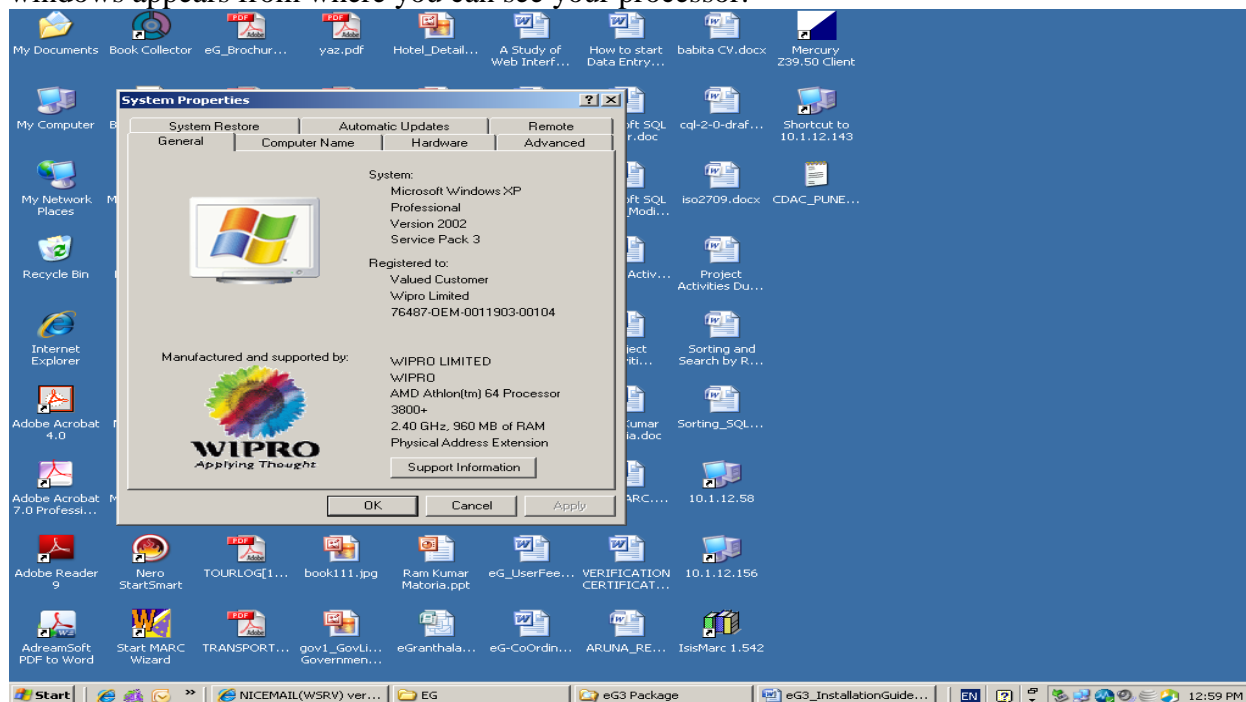 windows appears from where you can see your processor.
My Documents Book Collector eG_Brochur... yaz.pdf Hotel_Detail... A Study of Web Interf... How to start Data Entry... babita CV.docx Mercury Z39.50 Client
System Properties
My Computer
System Restore Automatic Updates Remote
General Computer Name Hardware Advanced
cql-2-0-draf... Shortcut to 10.1.12.143
System:
Microsoft Windows XP
Professional
Version 2002
Service Pack 3
My Network Places
iso2709.docx CDAC_PUNE...
Registered to:
Valued Customer
Wipro Limited
76487-OEM-0011903-00104
Recycle Bin
Project Activities Du...
Internet Explorer
Sorting and Search by R...
Manufactured and supported by:
WIPRO LIMITED
WIPRO
AMD Athlon(tm) 64 Processor
3800+
2.40 GHz, 960 MB of RAM
Physical Address Extension
WIPRO
Applying Thought
Support Information
Adobe Acrobat 4.0
Sorting_SQL...
Adobe Acrobat 7.0 Professi...
10.1.12.58
OK Cancel Apply
Adobe Reader 9 Nero StartSmart TOURLOG[1... book111.jpg Ram Kumar Matoria.ppt eG_UserFee... VERIFICATION CERTIFICAT... 10.1.12.156
AdreamSoft PDF to Word Start MARC Wizard TRANSPORT... gov1_GovLi... Governmen... eGranthala... eG-CoOrdin... ARUNA_RE... IsisMarc 1.542
Start NICEMAIL(WSRV) ver... EG eG3 Package eG3_InstallationGuide... EN 12:59 PM